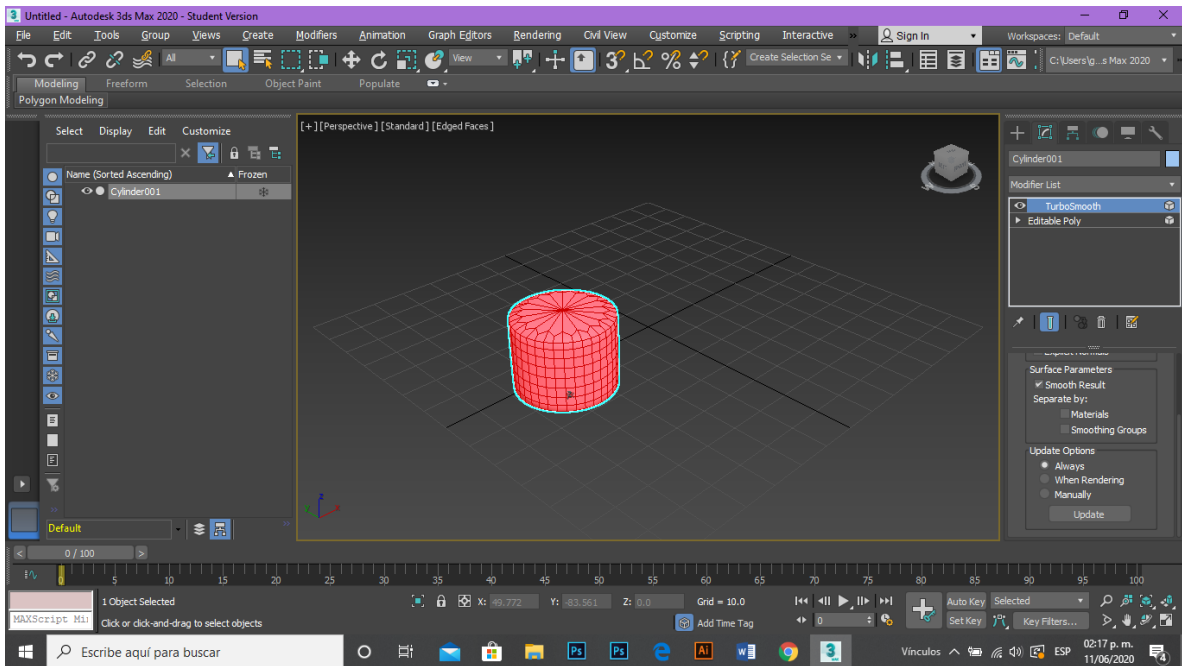 Untitled - Autodesk 3ds Max 2020 - Student Version
File Edit Tools Group Views Create Modifiers Animation Graph Editors Rendering Civil View Customize Scripting Interactive » Sign In Workspaces: Default
All View Create Selection Se C:\Users\g...s Max 2020
Modeling Freeform Selection Object Paint Populate
Polygon Modeling
Select Display Edit Customize
Name (Sorted Ascending) ▲ Frozen
Cylinder001
Default
[+] [Perspective ] [Standard ] [Edged Faces ]
Cylinder001
Modifier List
TurboSmooth
Editable Poly
Surface Parameters
Smooth Result
Separate by:
Materials
Smoothing Groups
Update Options
Always
When Rendering
Manually
Update
< 0 / 100 >
0 5 10 15 20 25 30 35 40 45 50 55 60 65 70 75 80 85 90 95 100
1 Object Selected X: 49.772 Y: -83.561 Z: 0.0 Grid = 10.0 Auto Key Selected
MAXScript Mi Click or click-and-drag to select objects Add Time Tag 0 Set Key Key Filters...
Escribe aquí para buscar Vínculos ESP 02:17 p. m.
11/06/2020